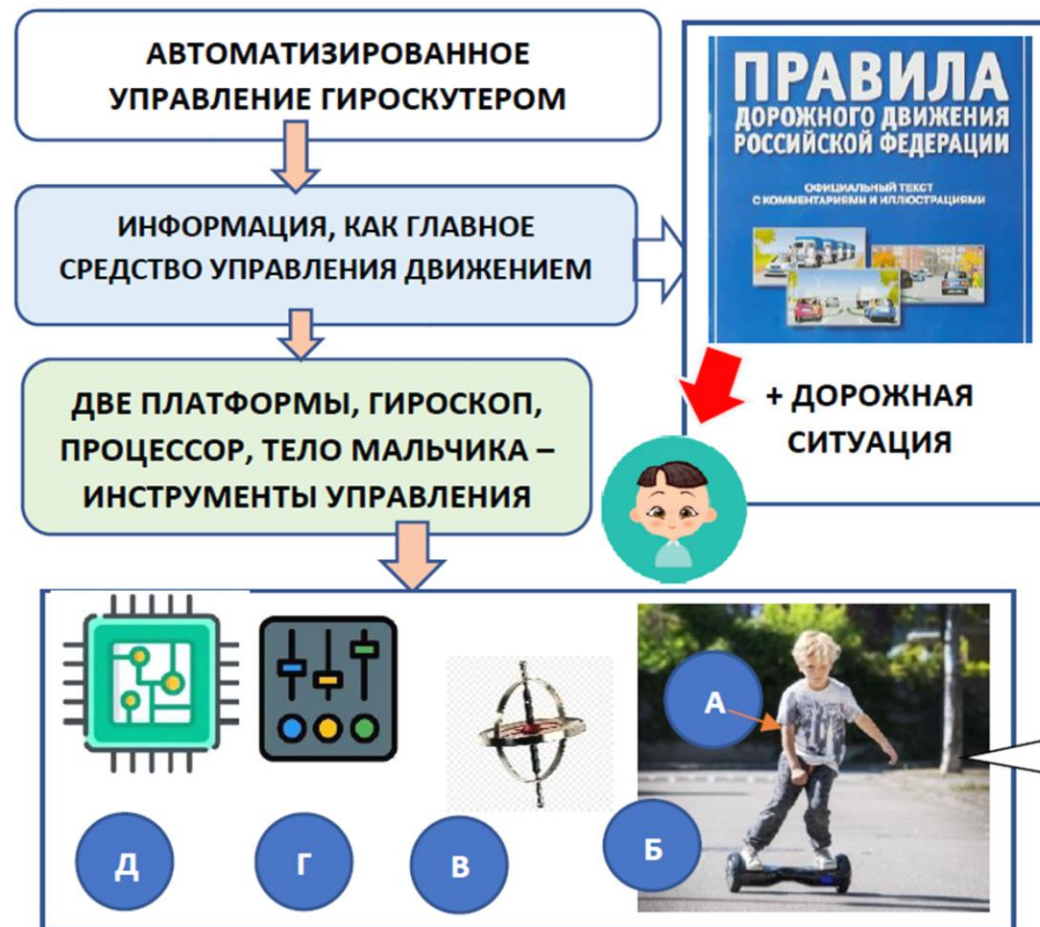 АВТОМАТИЗИРОВАННОЕ
УПРАВЛЕНИЕ ГИРОСКУТЕРОМ
ИНФОРМАЦИЯ, КАК ГЛАВНОЕ
СРЕДСТВО УПРАВЛЕНИЯ ДВИЖЕНИЕМ
ПРАВИЛА
ДОРОЖНОГО ДВИЖЕНИЯ
РОССИЙСКОЙ ФЕДЕРАЦИИ
ОФИЦИАЛЬНЫЙ ТЕКСТ
С КОММЕНТАРИЯМИ И ИЛЛЮСТРАЦИЯМИ
+ ДОРОЖНАЯ
СИТУАЦИЯ
ДВЕ ПЛАТФОРМЫ, ГИРОСКОП,
ПРОЦЕССОР, ТЕЛО МАЛЬЧИКА –
ИНСТРУМЕНТЫ УПРАВЛЕНИЯ
А
Д
Г
В
Б